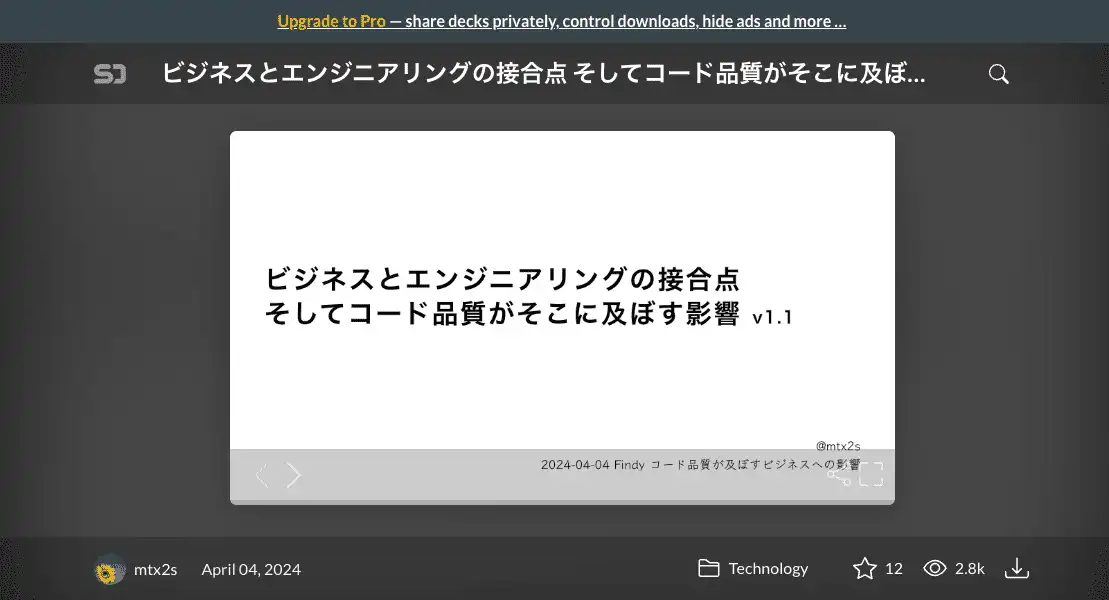 Upgrade to Pro — share decks privately, control downloads, hide ads and more …
ビジネスとエンジニアリングの接合点 そしてコード品質がそこに及ぼ…
ビジネスとエンジニアリングの接合点
そしてコード品質がそこに及ぼす影響 v1.1
@mtx2s
2024-04-04 Findy コード品質が及ぼすビジネスへの影響
mtx2s April 04, 2024 Technology 12 2.8k